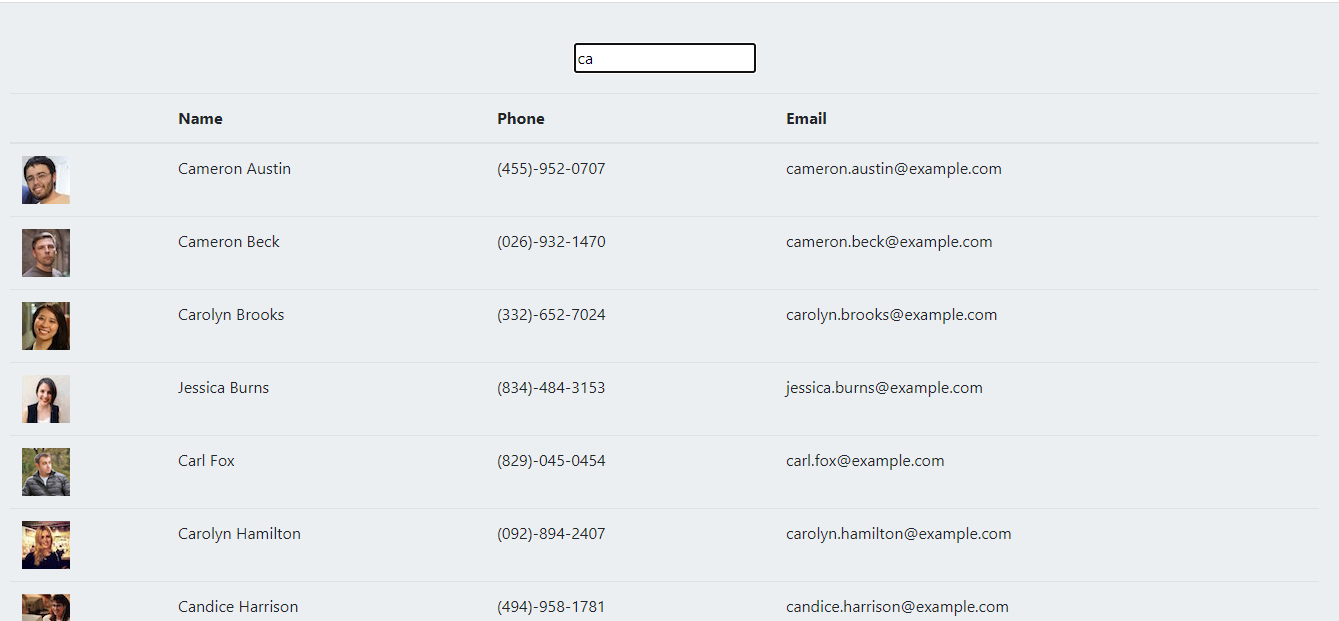 ca
Name Phone Email
Cameron Austin (455)-952-0707 cameron.austin@example.com
Cameron Beck (026)-932-1470 cameron.beck@example.com
Carolyn Brooks (332)-652-7024 carolyn.brooks@example.com
Jessica Burns (834)-484-3153 jessica.burns@example.com
Carl Fox (829)-045-0454 carl.fox@example.com
Carolyn Hamilton (092)-894-2407 carolyn.hamilton@example.com
Candice Harrison (494)-958-1781 candice.harrison@example.com